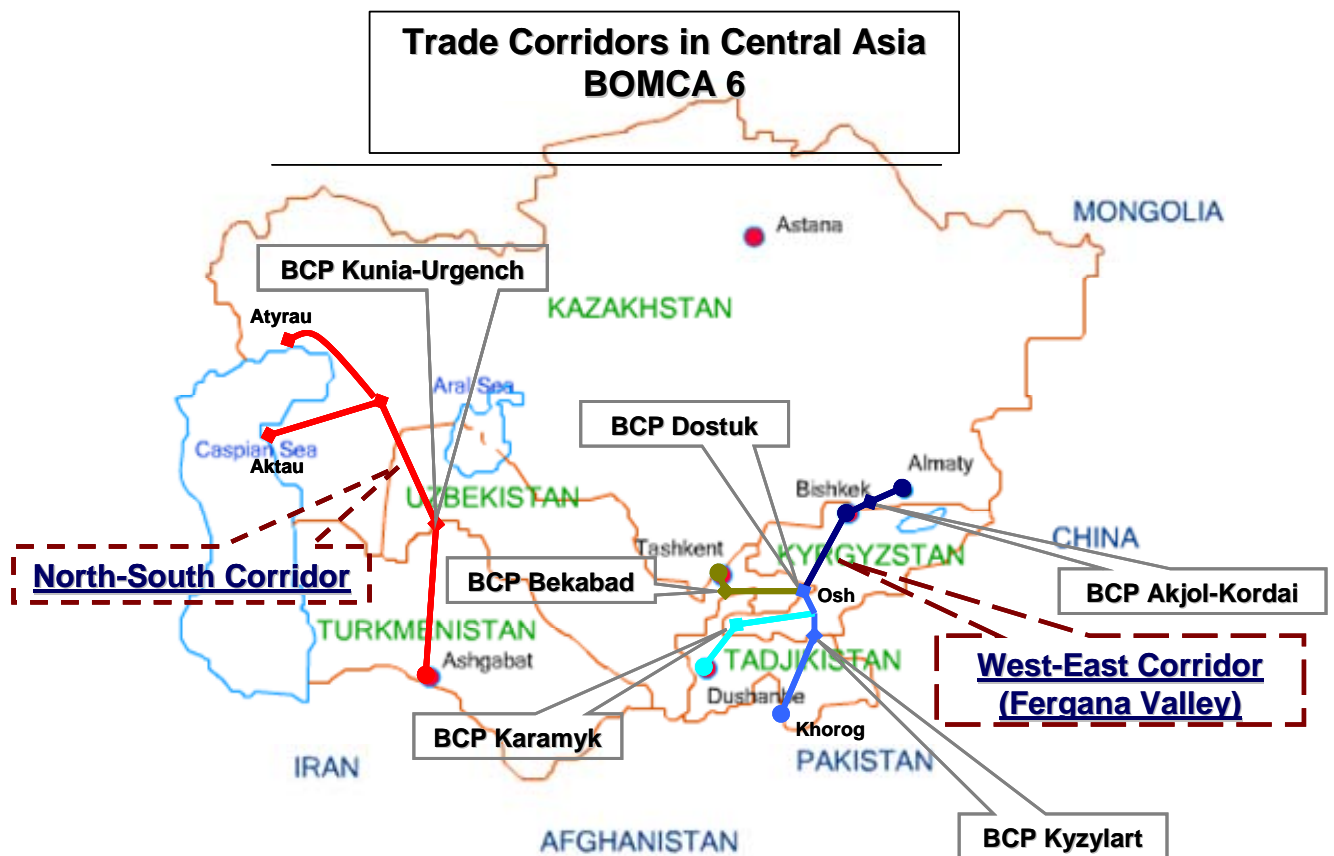 Trade Corridors in Central Asia
BOMCA 6
MONGOLIA
Astana
BCP Kunia-Urgench
KAZAKHSTAN
Atyrau
Aral Sea
BCP Dostuk
Caspian Sea
Aktau
Almaty
Bishkek
UZBEKISTAN
CHINA
Tashkent
KYRGYZSTAN
North-South Corridor
BCP Bekabad
Osh
BCP Akjol-Kordai
TURKMENISTAN
Ashgabat
TADJIKISTAN
West-East Corridor
(Fergana Valley)
Dushanbe
Khorog
BCP Karamyk
IRAN
PAKISTAN
AFGHANISTAN
BCP Kyzylart